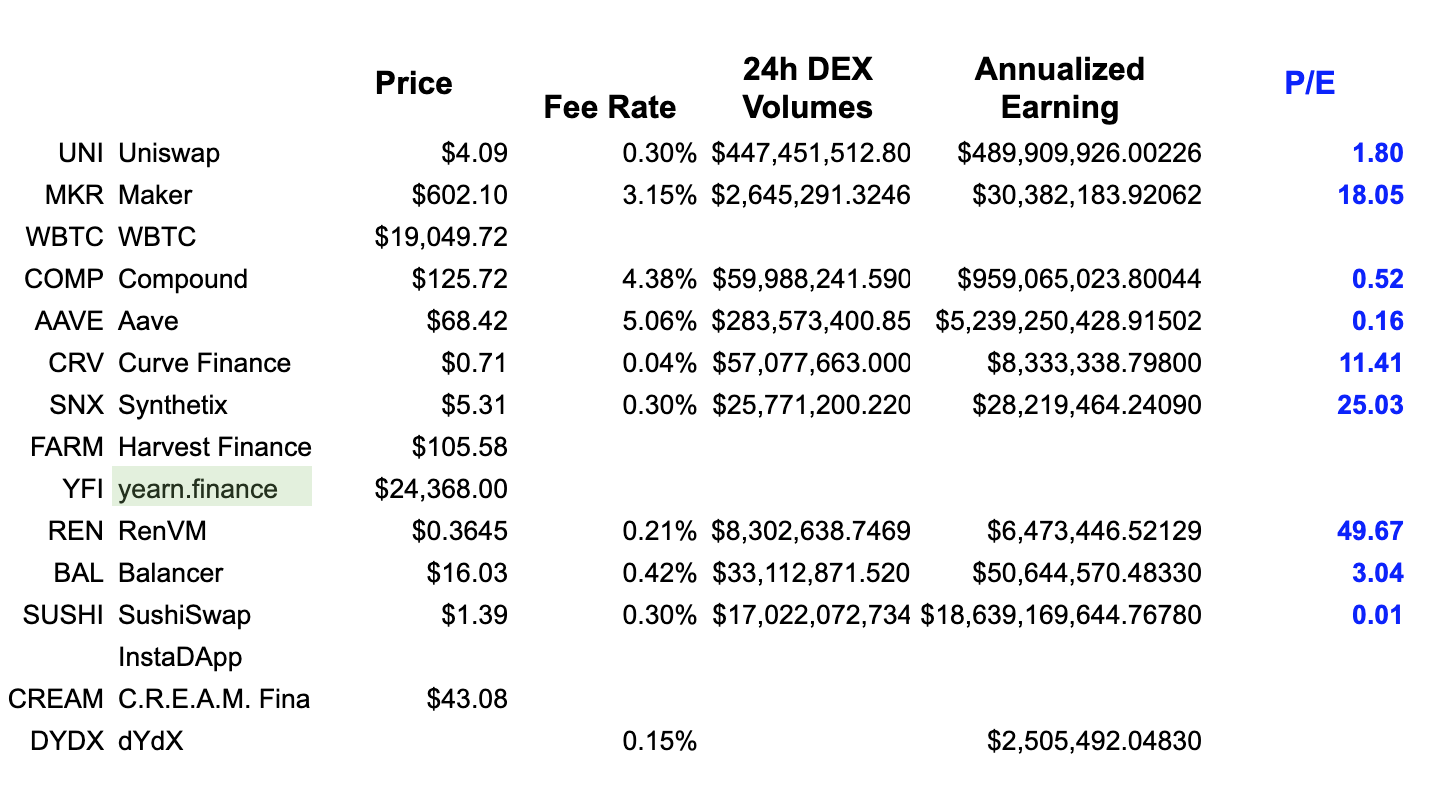 Price Fee Rate 24h DEX Volumes Annualized Earning P/E
UNI Uniswap $4.09 0.30% $447,451,512.80 $489,909,926.00226 1.80
MKR Maker $602.10 3.15% $2,645,291.3246 $30,382,183.92062 18.05
WBTC WBTC $19,049.72
COMP Compound $125.72 4.38% $59,988,241.590 $959,065,023.80044 0.52
AAVE Aave $68.42 5.06% $283,573,400.85 $5,239,250,428.91502 0.16
CRV Curve Finance $0.71 0.04% $57,077,663.000 $8,333,338.79800 11.41
SNX Synthetix $5.31 0.30% $25,771,200.220 $28,219,464.24090 25.03
FARM Harvest Finance $105.58
YFI yearn.finance $24,368.00
REN RenVM $0.3645 0.21% $8,302,638.7469 $6,473,446.52129 49.67
BAL Balancer $16.03 0.42% $33,112,871.520 $50,644,570.48330 3.04
SUSHI SushiSwap $1.39 0.30% $17,022,072,734 $18,639,169,644.76780 0.01
InstaDApp
CREAM C.R.E.A.M. Fina $43.08
DYDX dYdX 0.15% $2,505,492.04830